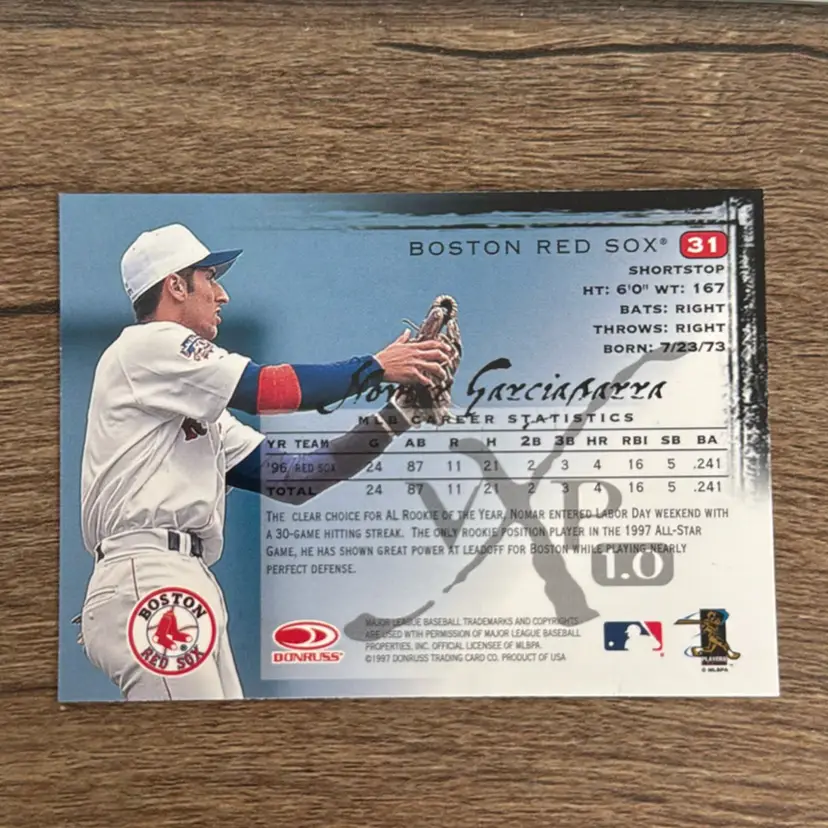 BOSTON RED SOX® 31
SHORTSTOP
HT: 6'0" WT: 167
BATS: RIGHT
THROWS: RIGHT
BORN: 7/23/73
Nomar Garciaparra
MLB CAREER STATISTICS
YR TEAM G AB R H 2B 3B HR RBI SB BA
'96 RED SOX 24 87 11 21 2 3 4 16 5 .241
TOTAL 24 87 11 21 2 3 4 16 5 .241
THE CLEAR CHOICE FOR AL ROOKIE OF THE YEAR, NOMAR ENTERED LABOR DAY WEEKEND WITH
A 30-GAME HITTING STREAK. THE ONLY ROOKIE POSITION PLAYER IN THE 1997 ALL-STAR
GAME, HE HAS SHOWN GREAT POWER AT LEADOFF FOR BOSTON WHILE PLAYING NEARLY
PERFECT DEFENSE.
XP 1.0
BOSTON
RED SOX
DONRUSS
MAJOR LEAGUE BASEBALL TRADEMARKS AND COPYRIGHTS
ARE USED WITH PERMISSION OF MAJOR LEAGUE BASEBALL
PROPERTIES, INC. OFFICIAL LICENSEE OF MLBPA.
©1997 DONRUSS TRADING CARD CO. PRODUCT OF USA
PLAYERS
© MLBPA